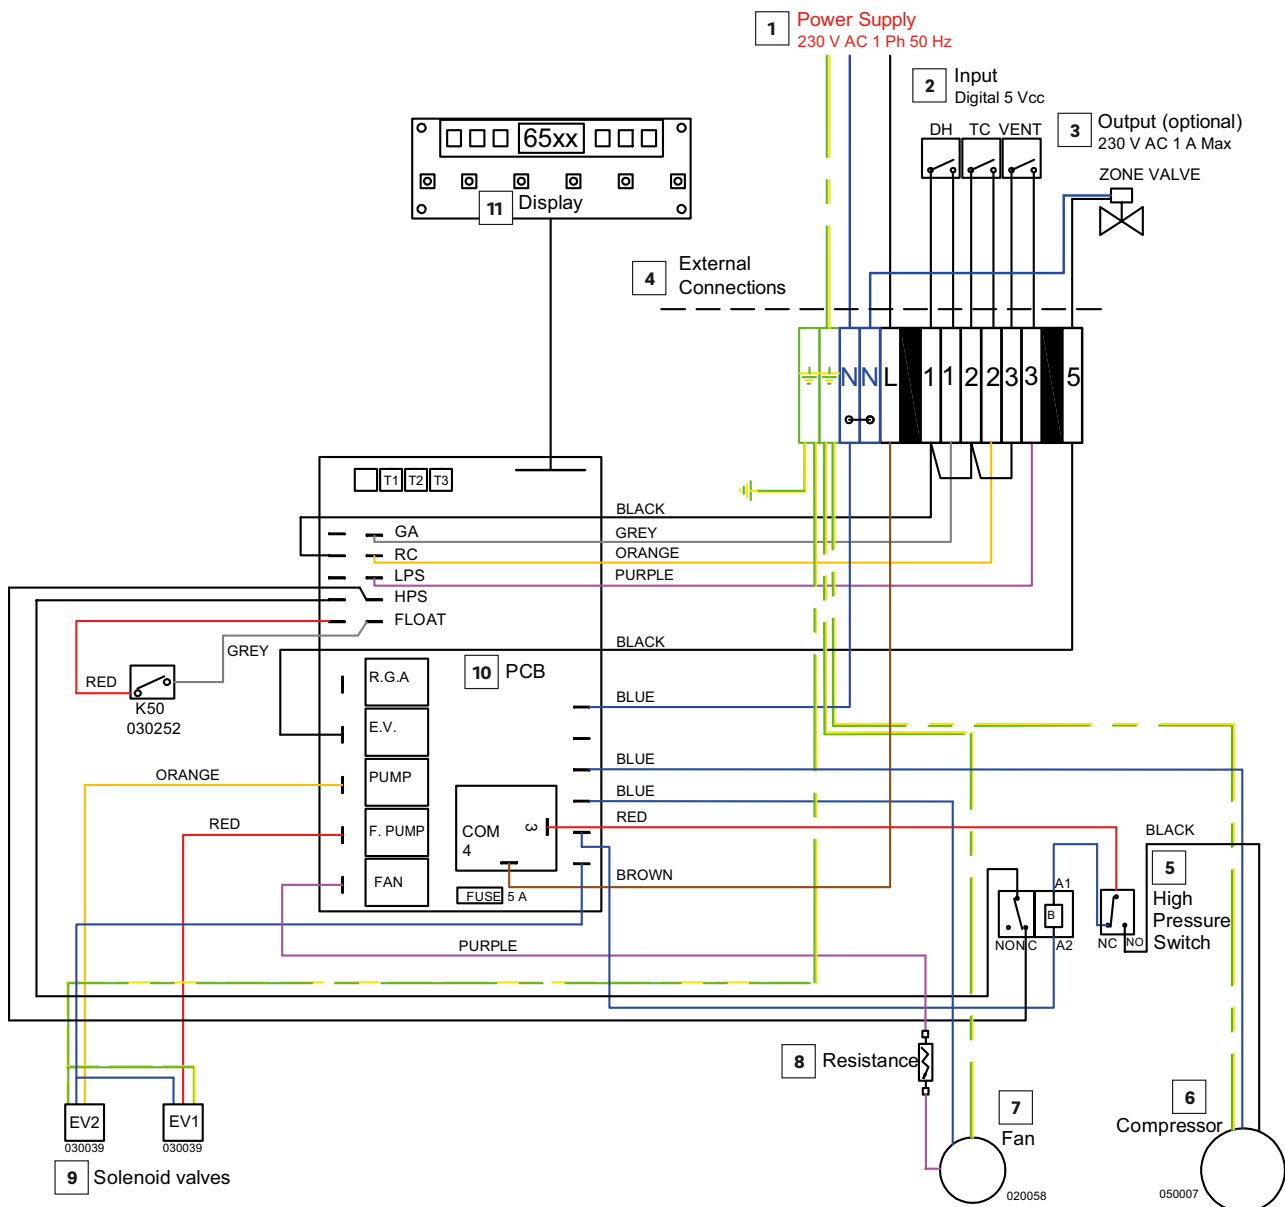 1 Power Supply
230 V AC 1 Ph 50 Hz
2 Input
Digital 5 Vcc
DH TC VENT
3 Output (optional)
230 V AC 1 A Max
ZONE VALVE
65xx
11 Display
4 External
Connections
N N L 1 1 2 2 3 3 5
T1 T2 T3
BLACK
GA
GREY
RC
ORANGE
LPS
PURPLE
HPS
FLOAT
GREY
BLACK
RED
K50
030252
10 PCB
R.G.A
BLUE
E.V.
ORANGE
PUMP
BLUE
BLUE
RED
F. PUMP
COM
4
3
RED
BLACK
FAN
BROWN
FUSE 5 A
PURPLE
A1
B
NO NC
A2
NC NO
5 High
Pressure
Switch
8 Resistance
7
Fan
020058
6
Compressor
050007
EV2
030039
EV1
030039
9 Solenoid valves